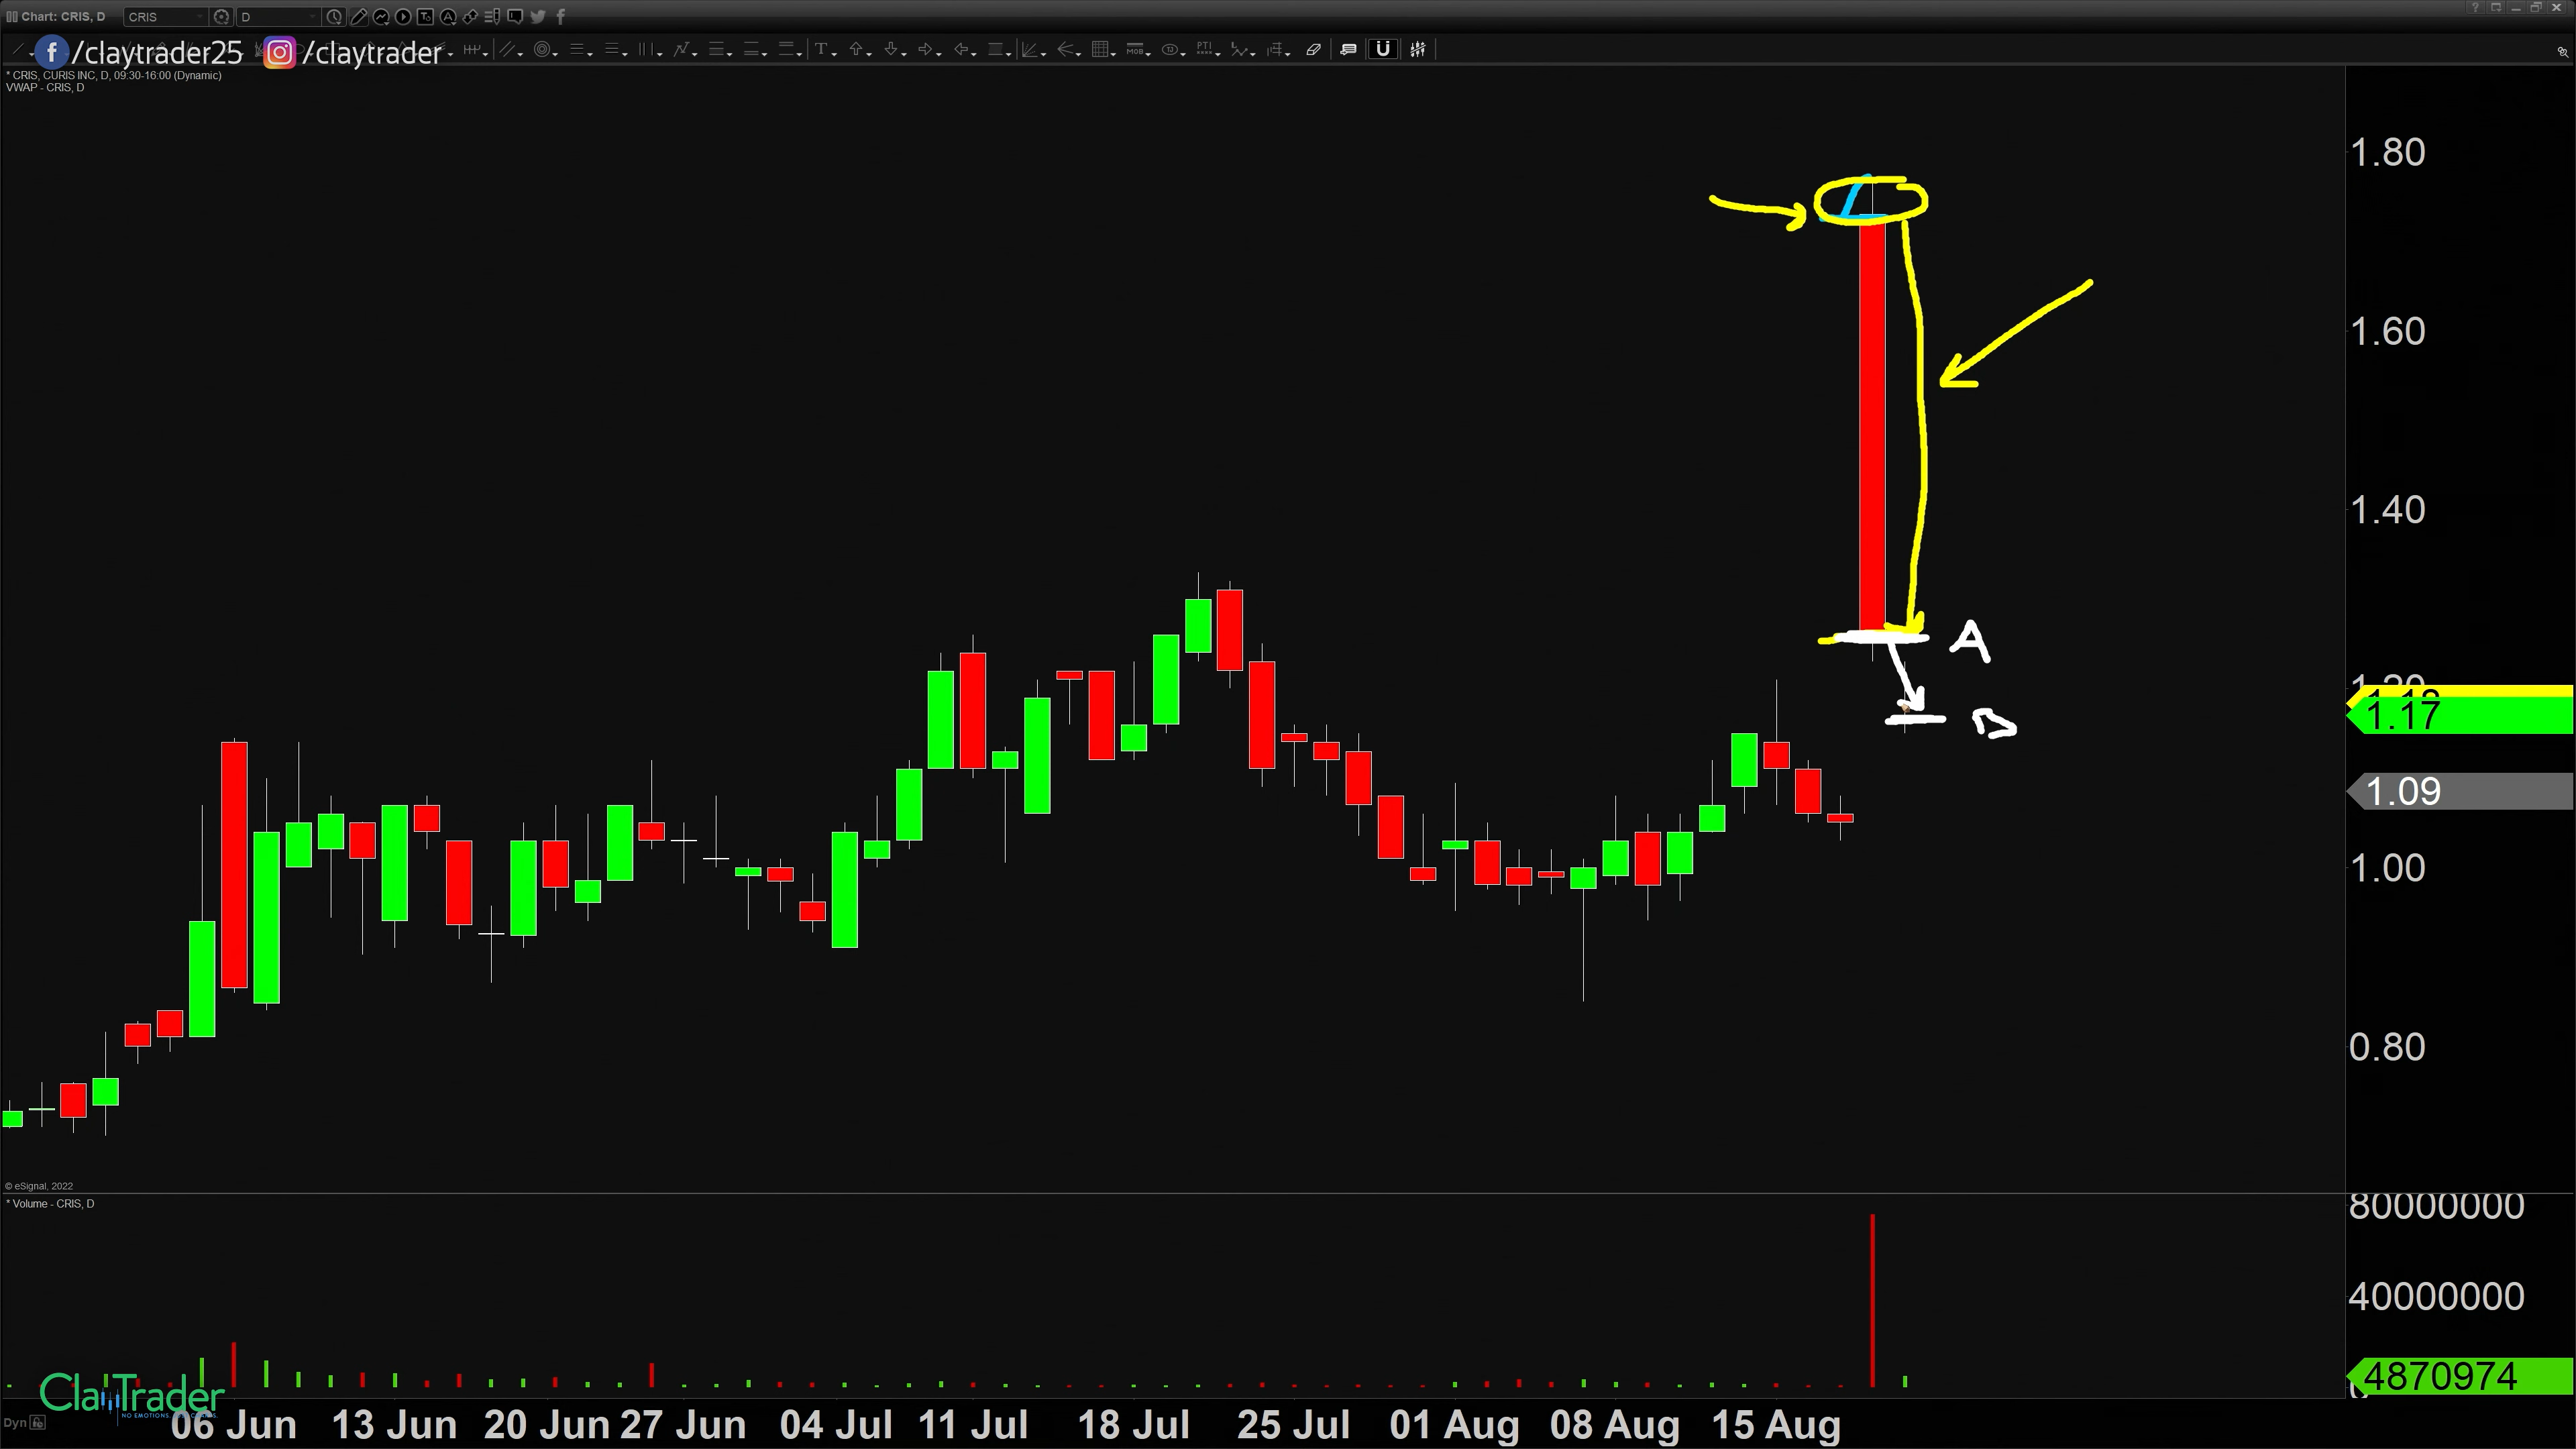 Chart: CRIS, D CRIS D
/claytrader25 /claytrader
* CRIS, CURIS INC, D, 09:30-16:00 (Dynamic)
VWAP - CRIS, D
1.80
1.60
1.40
A
1.17
1.09
1.00
0.80
© eSignal, 2022
* Volume - CRIS, D
80000000
40000000
4870974
ClayTrader
Dyn
06 Jun 13 Jun 20 Jun 27 Jun 04 Jul 11 Jul 18 Jul 25 Jul 01 Aug 08 Aug 15 Aug